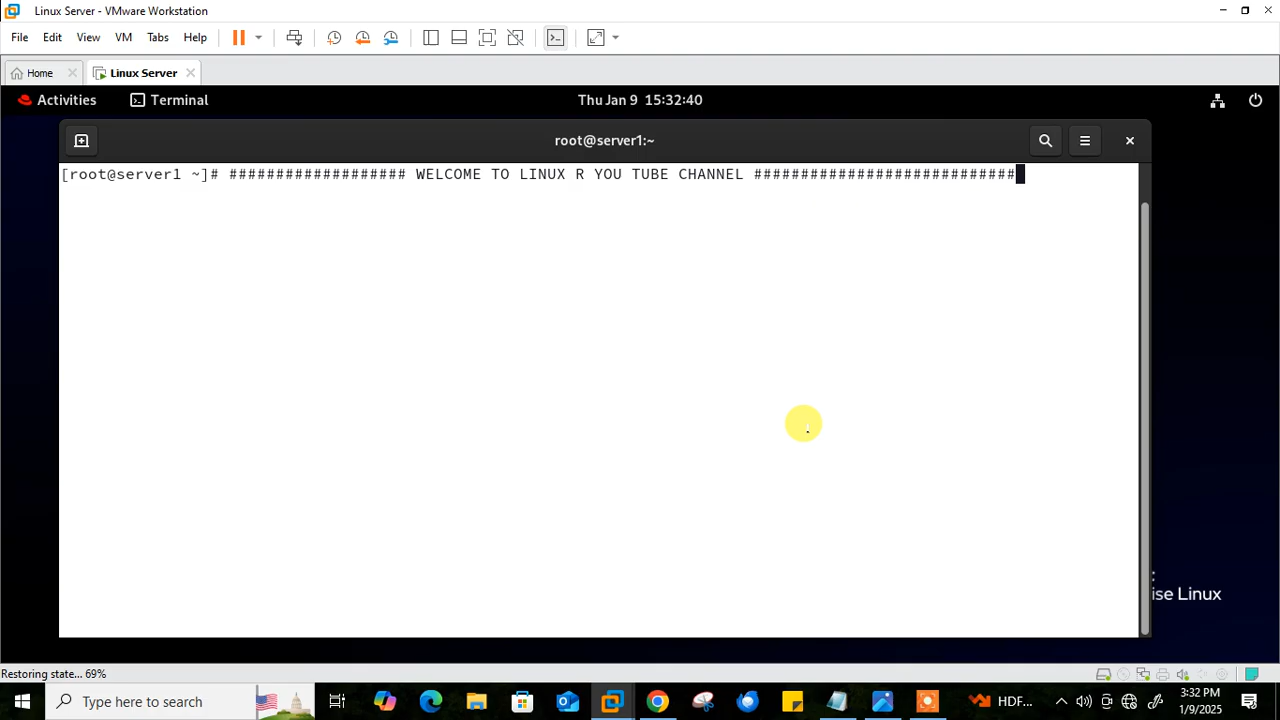 Linux Server - VMware Workstation
File Edit View VM Tabs Help
Home Linux Server
Activities Terminal Thu Jan 9 15:32:40
root@server1:~
[root@server1 ~]# ################### WELCOME TO LINUX R YOU TUBE CHANNEL ############################
ise Linux
Restoring state... 69%
Type here to search
HDF...
3:32 PM
1/9/2025